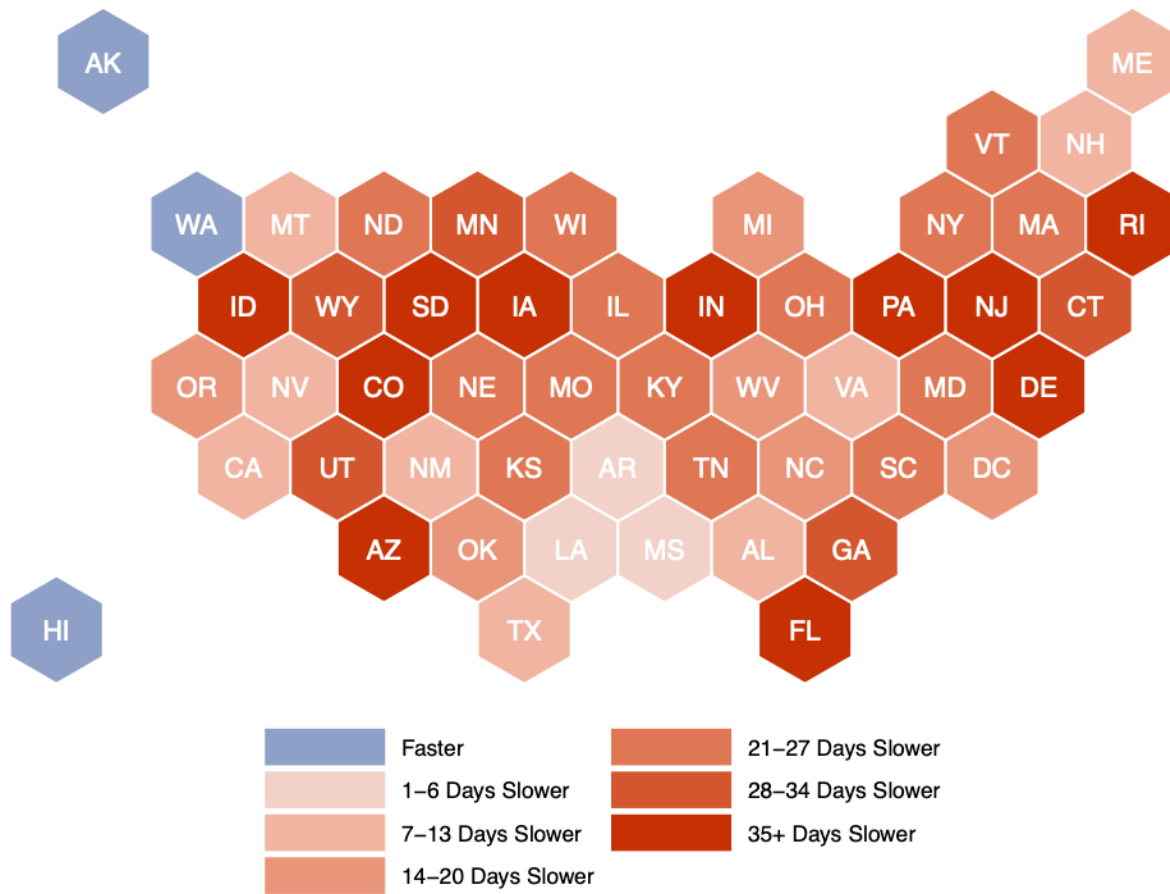 AK
ME
VT NH
WA MT ND MN WI MI NY MA RI
ID WY SD IA IL IN OH PA NJ CT
OR NV CO NE MO KY WV VA MD DE
CA UT NM KS AR TN NC SC DC
AZ OK LA MS AL GA
HI TX FL
Faster
1–6 Days Slower
7–13 Days Slower
14–20 Days Slower
21–27 Days Slower
28–34 Days Slower
35+ Days Slower